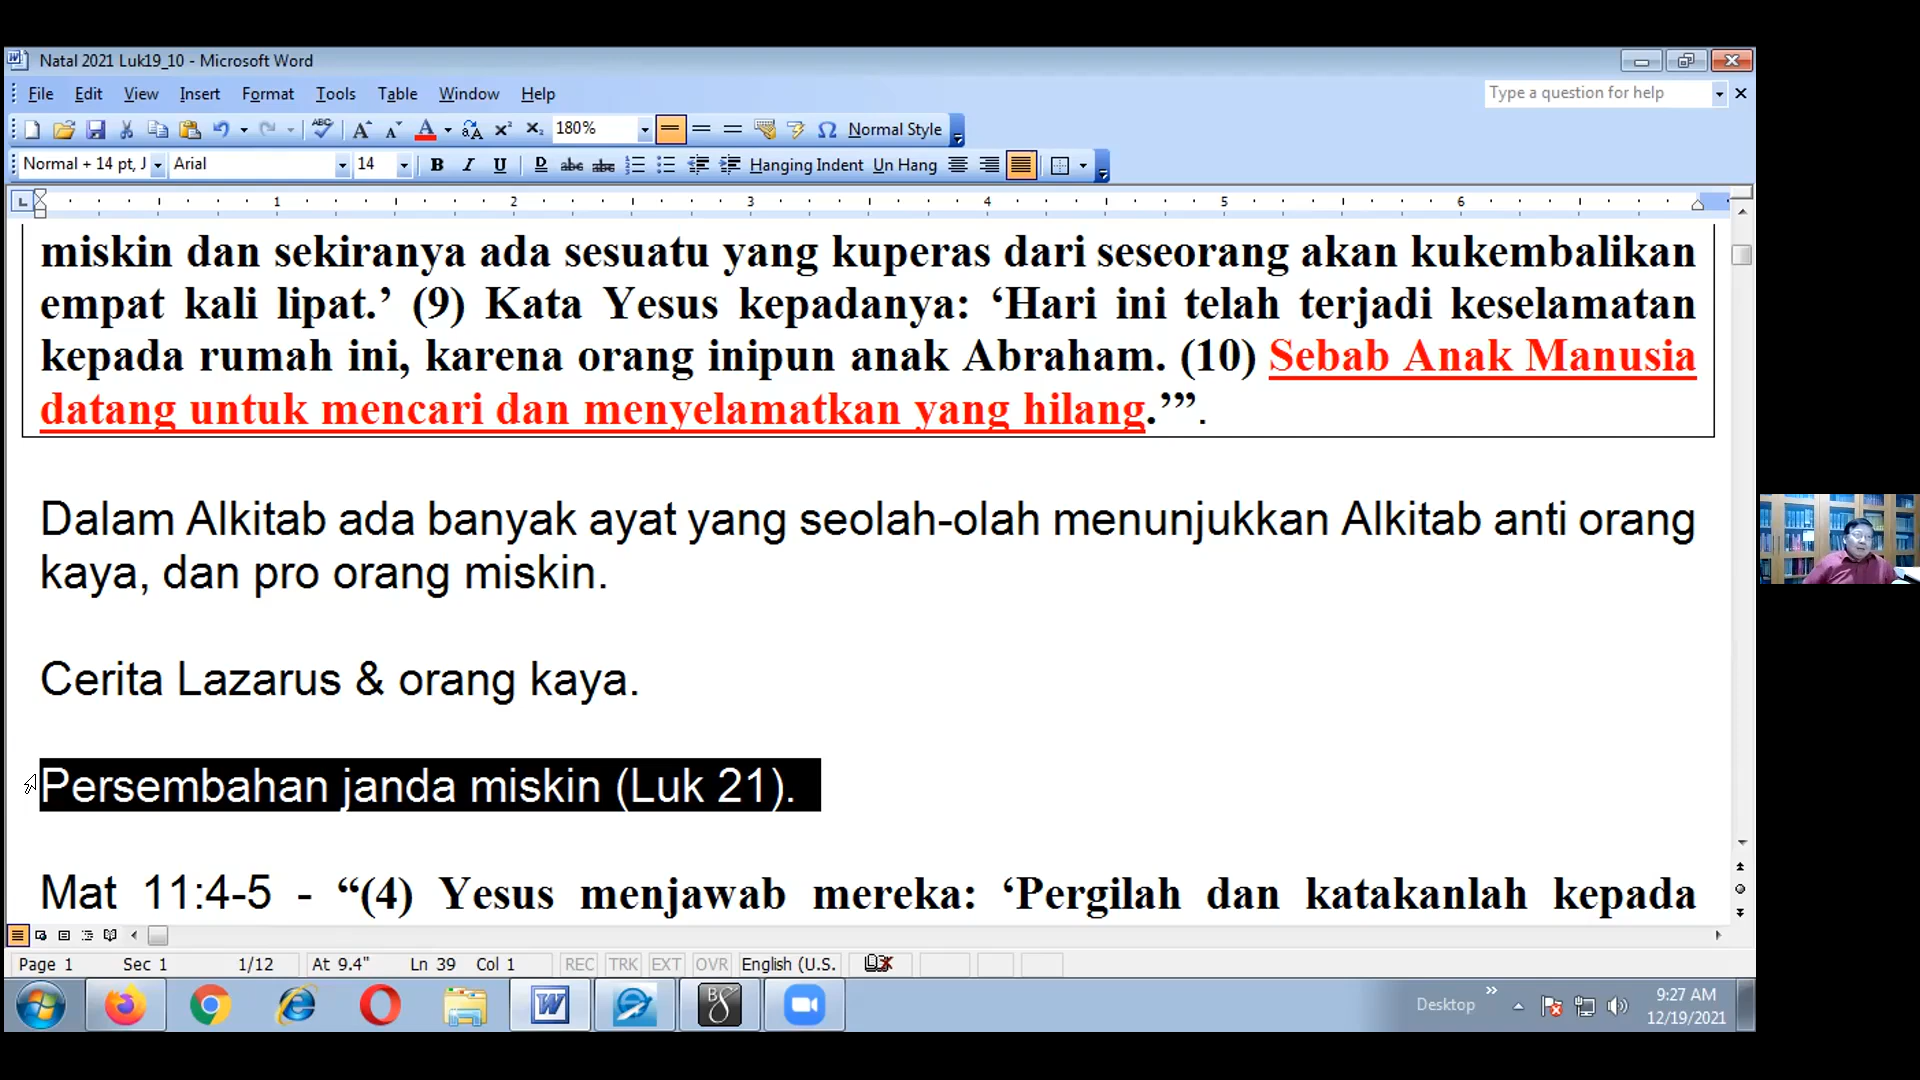 Natal 2021 Luk19_10 - Microsoft Word
File Edit View Insert Format Tools Table Window Help
Type a question for help
180%
Normal Style
Normal + 14 pt, J
Arial
14
B I U
Hanging Indent Un Hang
1 2 3 4 5 6
miskin dan sekiranya ada sesuatu yang kuperas dari seseorang akan kukembalikan
empat kali lipat.’ (9) Kata Yesus kepadanya: ‘Hari ini telah terjadi keselamatan
kepada rumah ini, karena orang inipun anak Abraham. (10) Sebab Anak Manusia
datang untuk mencari dan menyelamatkan yang hilang.’”.
Dalam Alkitab ada banyak ayat yang seolah-olah menunjukkan Alkitab anti orang
kaya, dan pro orang miskin.
Cerita Lazarus & orang kaya.
Persembahan janda miskin (Luk 21).
Mat 11:4-5 - “(4) Yesus menjawab mereka: ‘Pergilah dan katakanlah kepada
Page 1 Sec 1 1/12 At 9.4" Ln 39 Col 1 REC TRK EXT OVR English (U.S.
Desktop
9:27 AM
12/19/2021